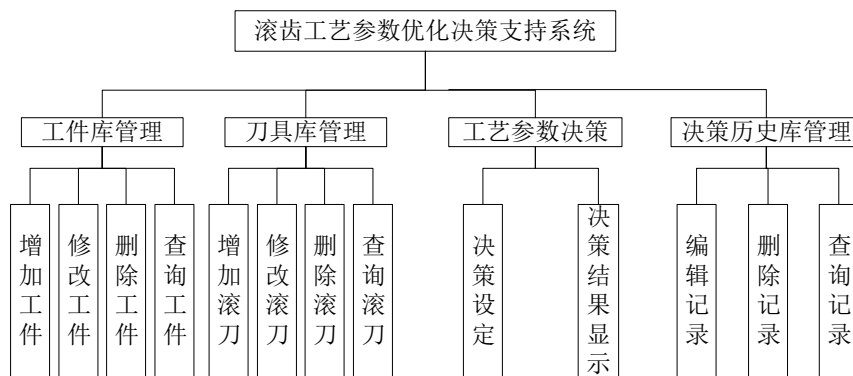 滚齿工艺参数优化决策支持系统
工件库管理
刀具库管理
工艺参数决策
决策历史库管理
增加工件
修改工件
删除工件
查询工件
增加滚刀
修改滚刀
删除滚刀
查询滚刀
决策设定
决策结果显示
编辑记录
删除记录
查询记录